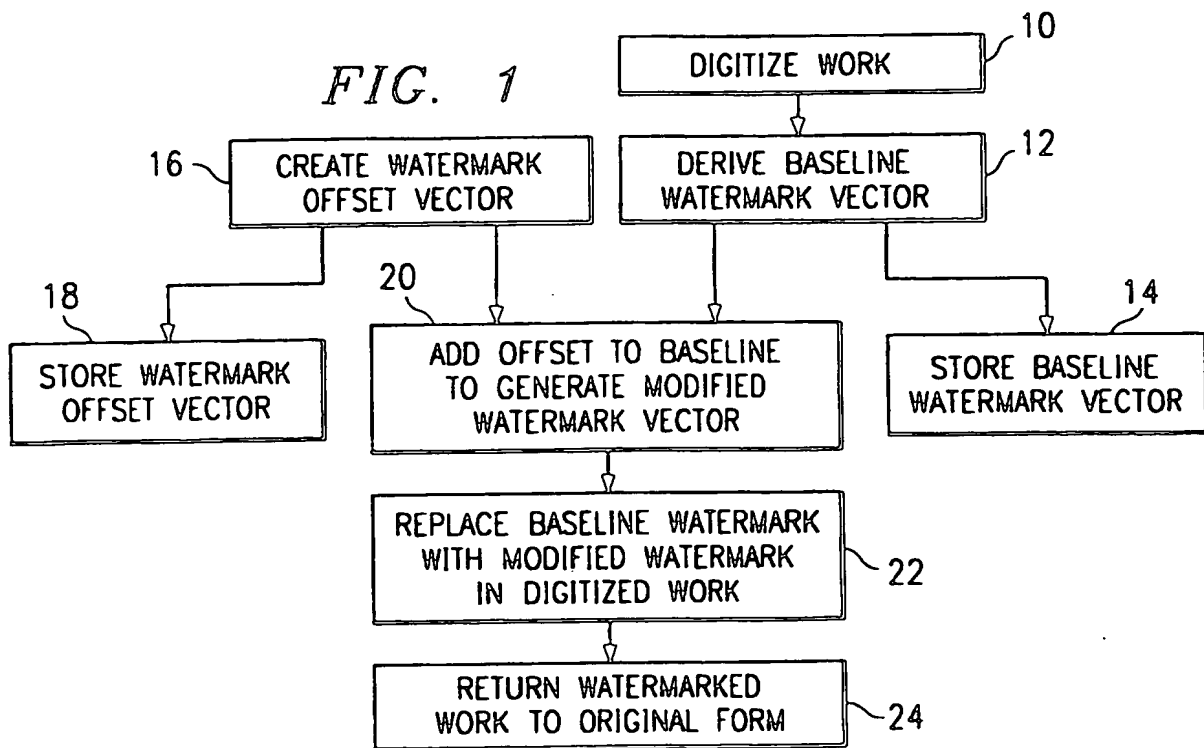 FIG. 1
10
DIGITIZE WORK
16
CREATE WATERMARK
OFFSET VECTOR
DERIVE BASELINE
WATERMARK VECTOR
12
18
STORE WATERMARK
OFFSET VECTOR
20
ADD OFFSET TO BASELINE
TO GENERATE MODIFIED
WATERMARK VECTOR
14
STORE BASELINE
WATERMARK VECTOR
REPLACE BASELINE WATERMARK
WITH MODIFIED WATERMARK
IN DIGITIZED WORK
22
RETURN WATERMARKED
WORK TO ORIGINAL FORM
24